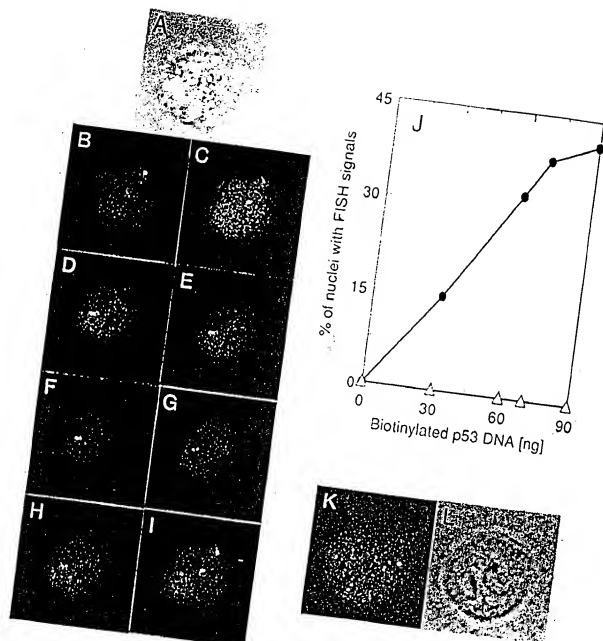 A
B C
D E
F G
H I
J
% of nuclei with FISH signals
45
30
15
0
0 30 60 90
Biotinylated p53 DNA [ng]
K L